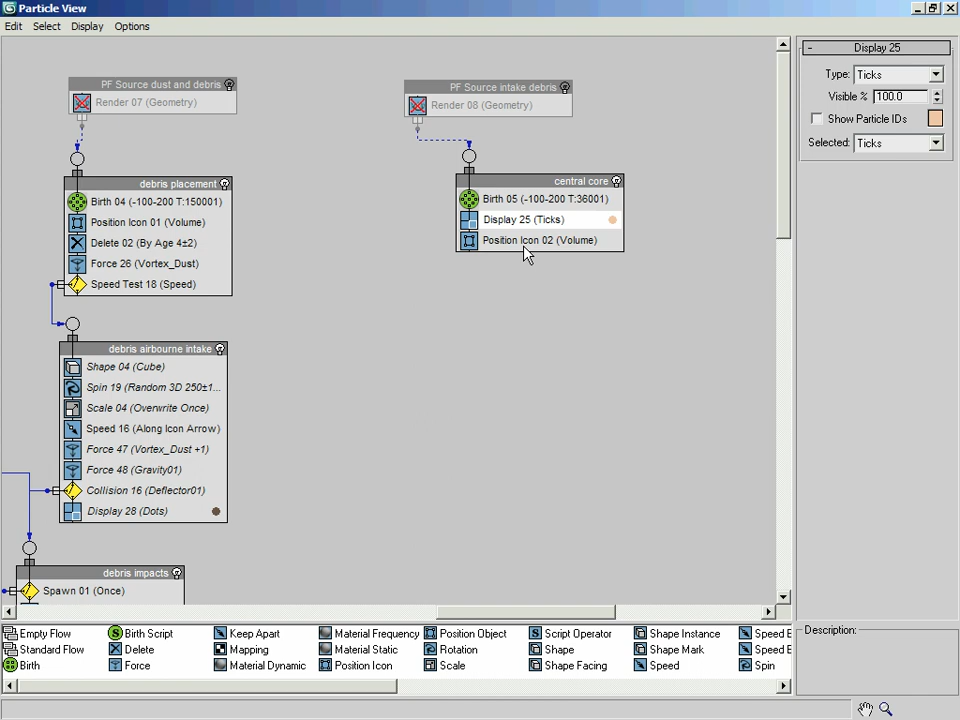 Particle View
Edit Select Display Options
PF Source dust and debris
Render 07 (Geometry)
debris placement
Birth 04 (-100-200 T:150001)
Position Icon 01 (Volume)
Delete 02 (By Age 4±2)
Force 26 (Vortex_Dust)
Speed Test 18 (Speed)
debris airbourne intake
Shape 04 (Cube)
Spin 19 (Random 3D 250±1...
Scale 04 (Overwrite Once)
Speed 16 (Along Icon Arrow)
Force 47 (Vortex_Dust +1)
Force 48 (Gravity01)
Collision 16 (Deflector01)
Display 28 (Dots)
debris impacts
Spawn 01 (Once)
PF Source intake debris
Render 08 (Geometry)
central core
Birth 05 (-100-200 T:36001)
Display 25 (Ticks)
Position Icon 02 (Volume)
- Display 25
Type: Ticks
Visible % 100.0
Show Particle IDs
Selected: Ticks
Empty Flow Birth Script Keep Apart Material Frequency Position Object Script Operator Shape Instance Speed B
Standard Flow Delete Mapping Material Static Rotation Shape Shape Mark Speed B
Birth Force Material Dynamic Position Icon Scale Shape Facing Speed Spin
Description: